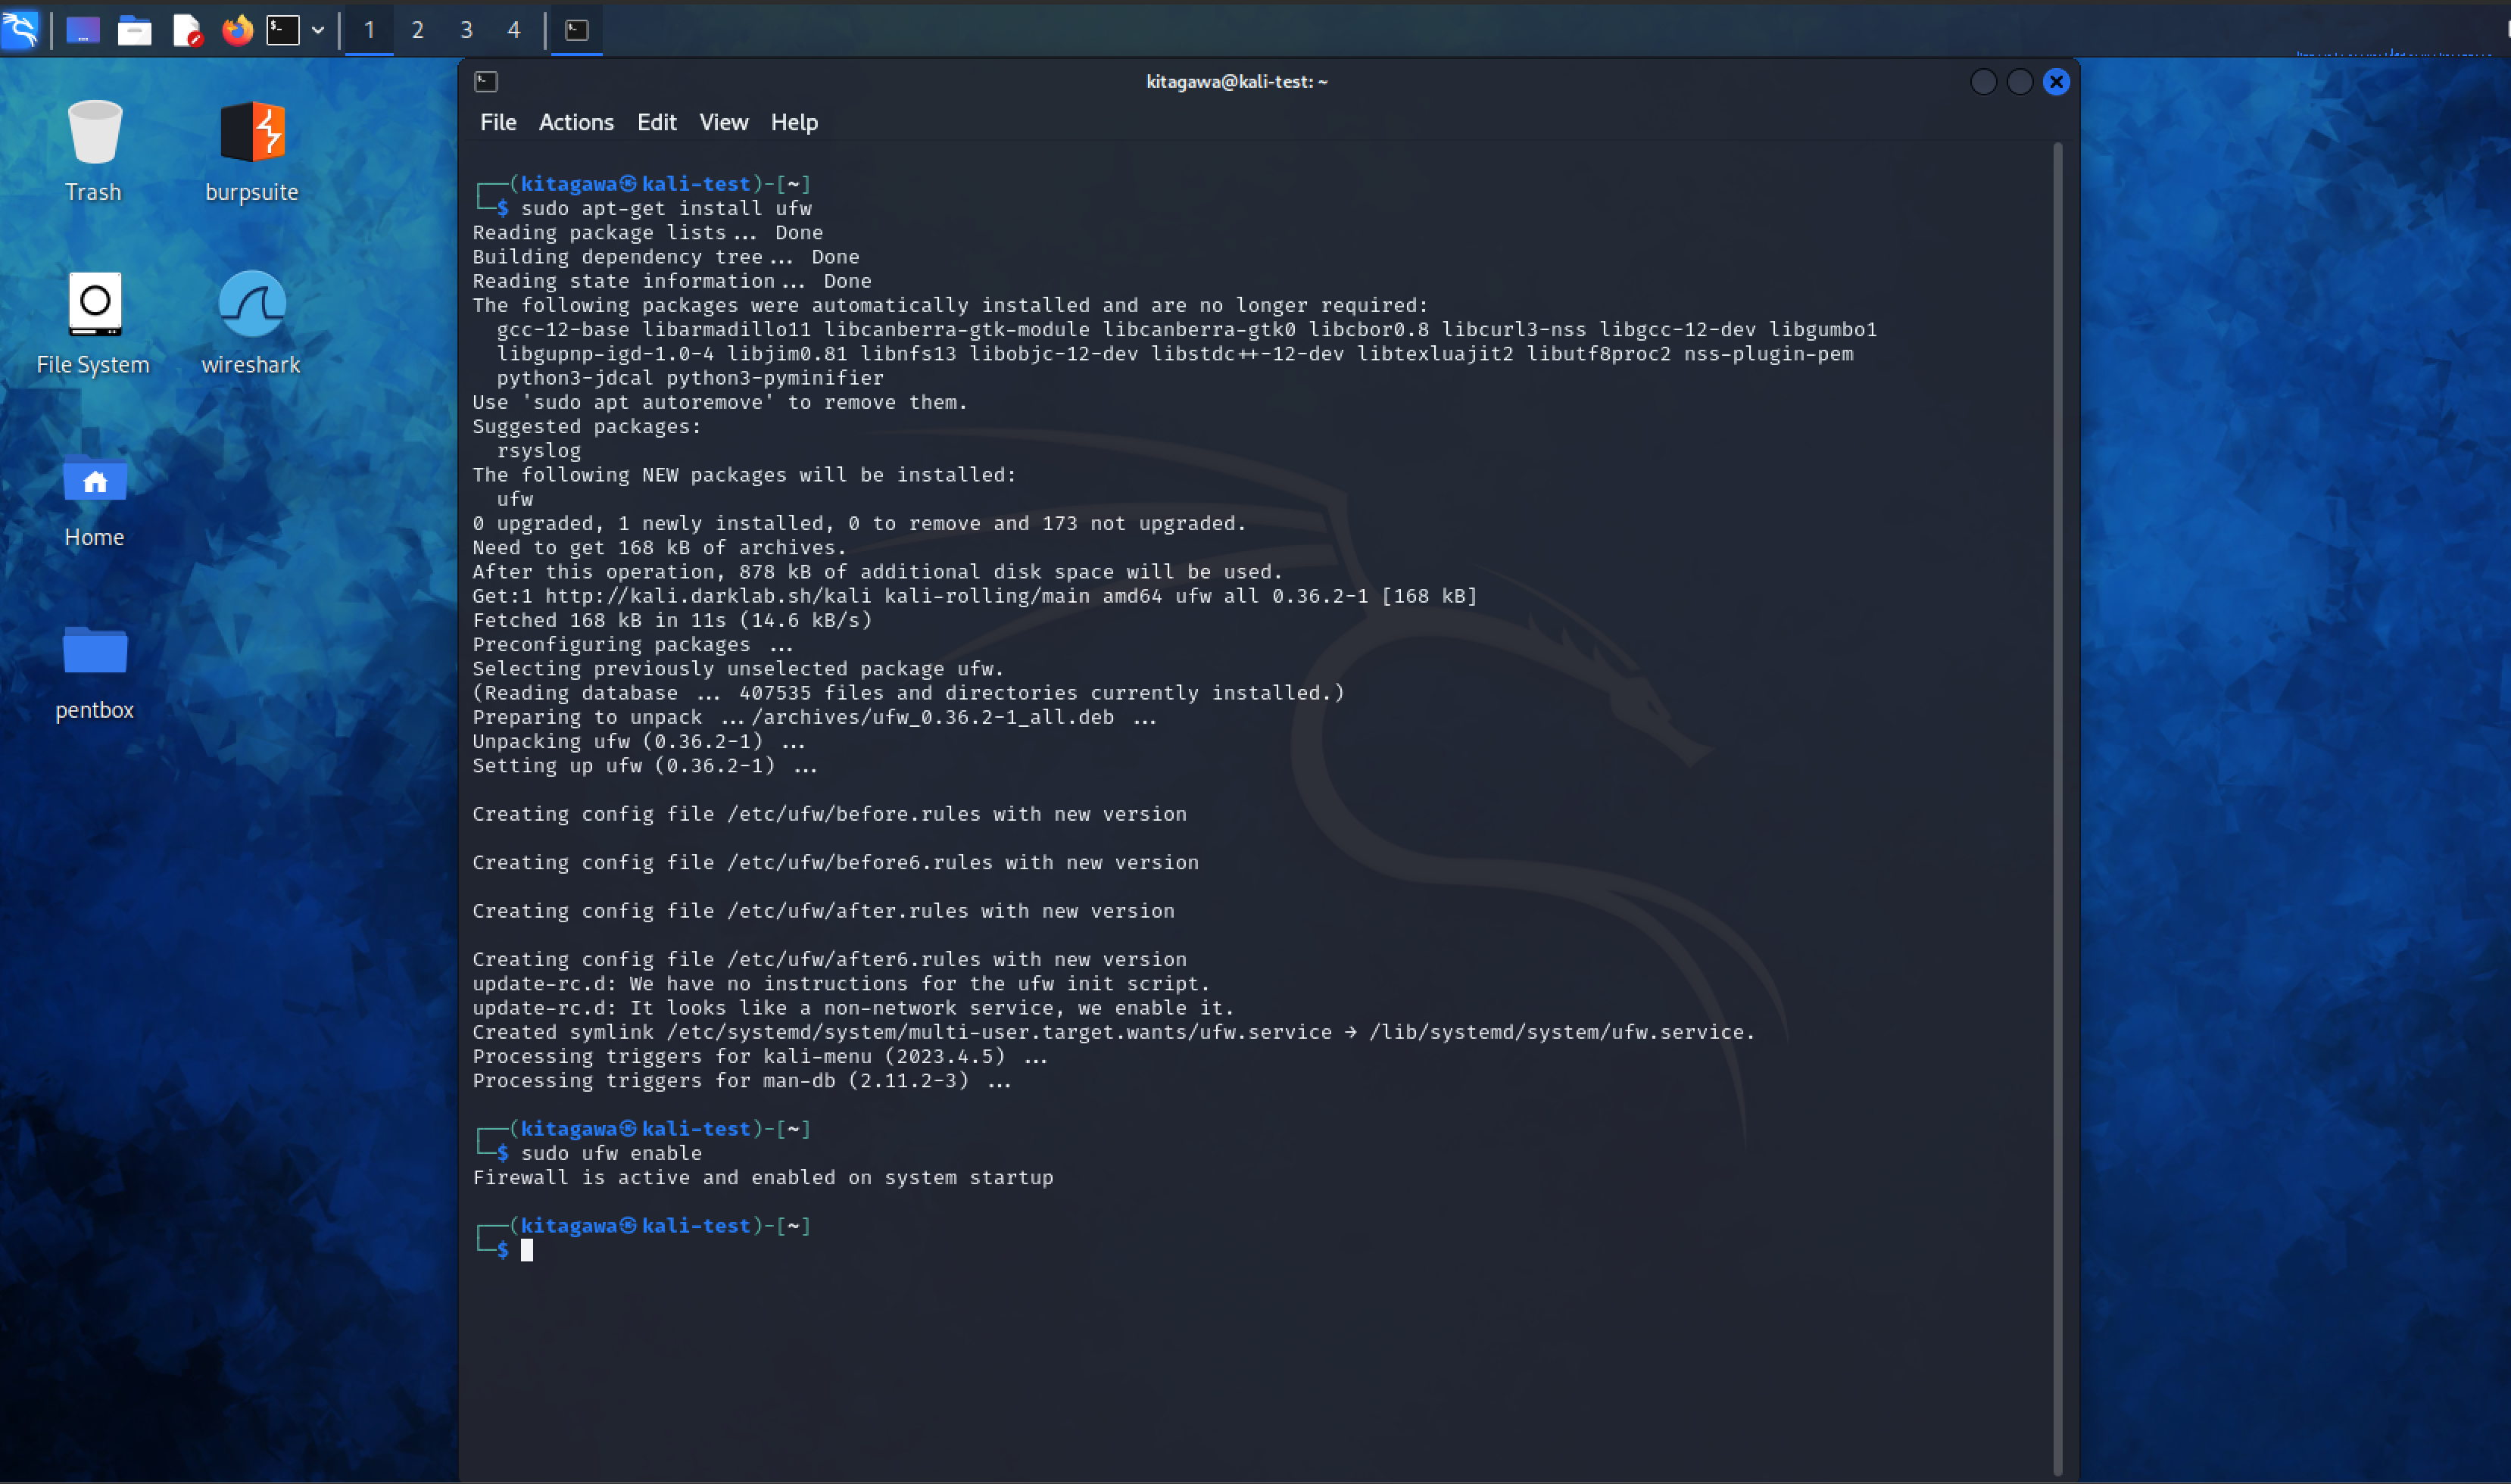 1 2 3 4
kitagawa@kali-test: ~
File Actions Edit View Help
Trash
burpsuite
File System
wireshark
Home
pentbox
┌──(kitagawa㉿kali-test)-[~]
└─$ sudo apt-get install ufw
Reading package lists... Done
Building dependency tree... Done
Reading state information... Done
The following packages were automatically installed and are no longer required:
  gcc-12-base libarmadillo11 libcanberra-gtk-module libcanberra-gtk0 libcbor0.8 libcurl3-nss libgcc-12-dev libgumbo1
  libgupnp-igd-1.0-4 libjim0.81 libnfs13 libobjc-12-dev libstdc++-12-dev libtexluajit2 libutf8proc2 nss-plugin-pem
  python3-jdcal python3-pyminifier
Use 'sudo apt autoremove' to remove them.
Suggested packages:
  rsyslog
The following NEW packages will be installed:
  ufw
0 upgraded, 1 newly installed, 0 to remove and 173 not upgraded.
Need to get 168 kB of archives.
After this operation, 878 kB of additional disk space will be used.
Get:1 http://kali.darklab.sh/kali kali-rolling/main amd64 ufw all 0.36.2-1 [168 kB]
Fetched 168 kB in 11s (14.6 kB/s)
Preconfiguring packages ...
Selecting previously unselected package ufw.
(Reading database ... 407535 files and directories currently installed.)
Preparing to unpack .../archives/ufw_0.36.2-1_all.deb ...
Unpacking ufw (0.36.2-1) ...
Setting up ufw (0.36.2-1) ...
Creating config file /etc/ufw/before.rules with new version
Creating config file /etc/ufw/before6.rules with new version
Creating config file /etc/ufw/after.rules with new version
Creating config file /etc/ufw/after6.rules with new version
update-rc.d: We have no instructions for the ufw init script.
update-rc.d: It looks like a non-network service, we enable it.
Created symlink /etc/systemd/system/multi-user.target.wants/ufw.service → /lib/systemd/system/ufw.service.
Processing triggers for kali-menu (2023.4.5) ...
Processing triggers for man-db (2.11.2-3) ...
┌──(kitagawa㉿kali-test)-[~]
└─$ sudo ufw enable
Firewall is active and enabled on system startup
┌──(kitagawa㉿kali-test)-[~]
└─$